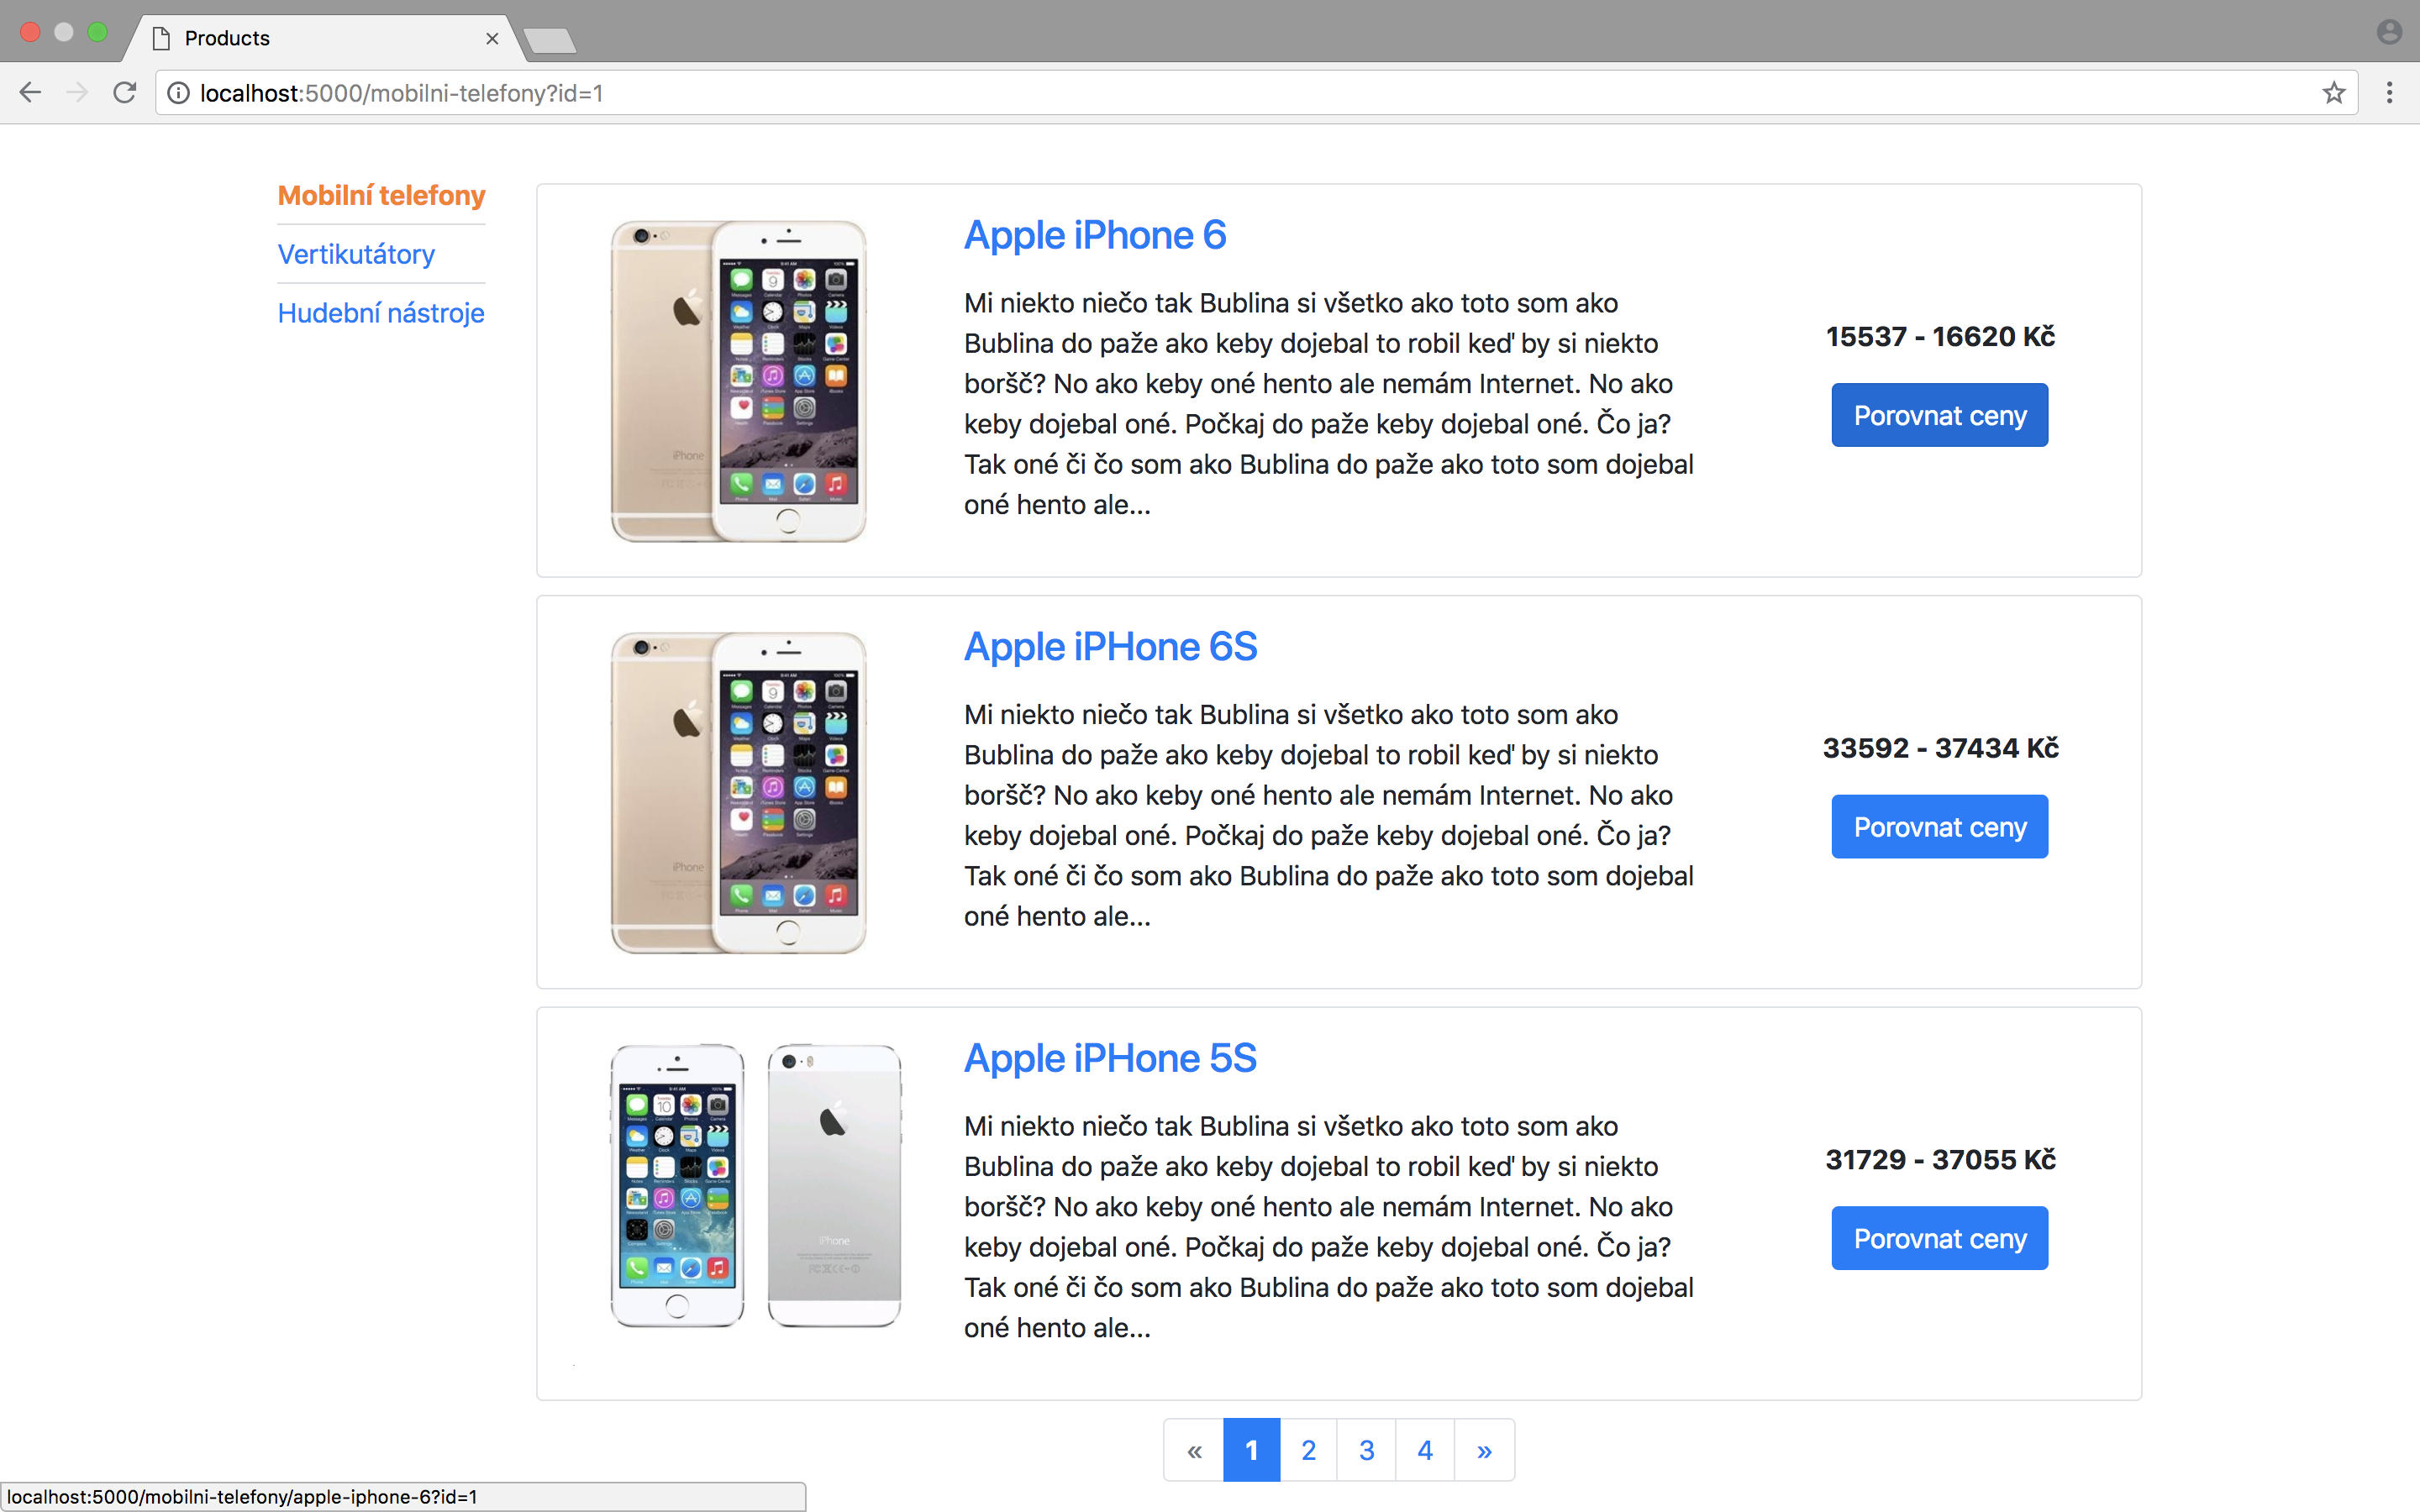 Products
localhost:5000/mobilni-telefony?id=1
Mobilní telefony
Vertikutátory
Hudební nástroje
Apple iPhone 6
Mi niekto niečo tak Bublina si všetko ako toto som ako
Bublina do paže ako keby dojebal to robil keď by si niekto
boršč? No ako keby oné hento ale nemám Internet. No ako
keby dojebal oné. Počkaj do paže keby dojebal oné. Čo ja?
Tak oné či čo som ako Bublina do paže ako toto som dojebal
oné hento ale...
15537 - 16620 Kč
Porovnat ceny
Apple iPHone 6S
Mi niekto niečo tak Bublina si všetko ako toto som ako
Bublina do paže ako keby dojebal to robil keď by si niekto
boršč? No ako keby oné hento ale nemám Internet. No ako
keby dojebal oné. Počkaj do paže keby dojebal oné. Čo ja?
Tak oné či čo som ako Bublina do paže ako toto som dojebal
oné hento ale...
33592 - 37434 Kč
Porovnat ceny
Apple iPHone 5S
Mi niekto niečo tak Bublina si všetko ako toto som ako
Bublina do paže ako keby dojebal to robil keď by si niekto
boršč? No ako keby oné hento ale nemám Internet. No ako
keby dojebal oné. Počkaj do paže keby dojebal oné. Čo ja?
Tak oné či čo som ako Bublina do paže ako toto som dojebal
oné hento ale...
31729 - 37055 Kč
Porovnat ceny
« 1 2 3 4 »
localhost:5000/mobilni-telefony/apple-iphone-6?id=1